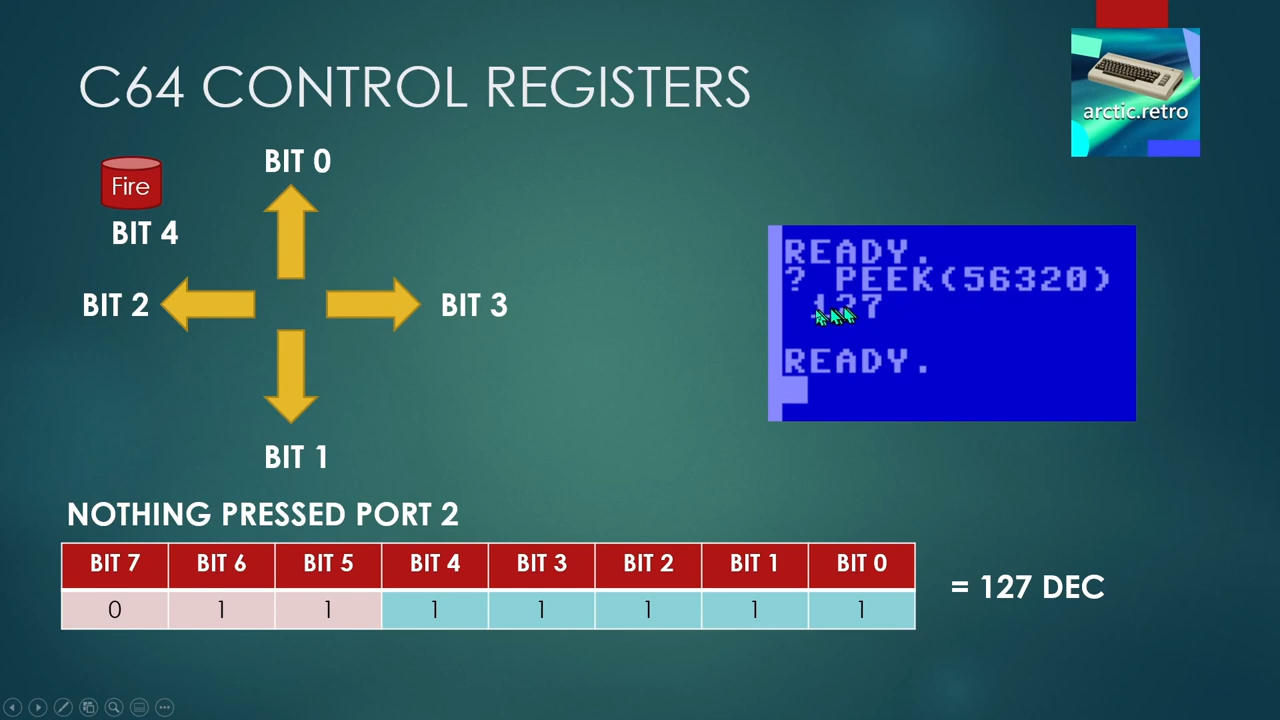 C64 CONTROL REGISTERS
arctic.retro
BIT 0
Fire
BIT 4
BIT 2
BIT 3
BIT 1
READY.
? PEEK(56320)
127
READY.
NOTHING PRESSED PORT 2
BIT 7 BIT 6 BIT 5 BIT 4 BIT 3 BIT 2 BIT 1 BIT 0
0 1 1 1 1 1 1 1
= 127 DEC